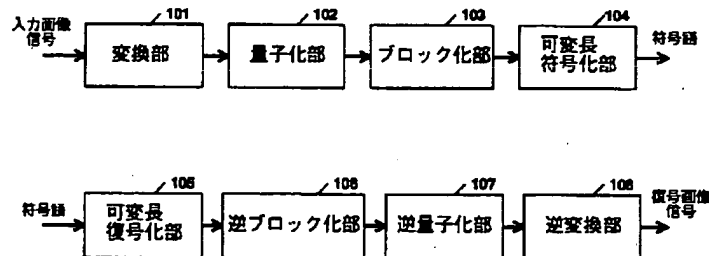 101
102
103
104
入力画像
信号
変換部
量子化部
ブロック化部
可変長
符号化部
符号語
105
106
107
108
符号語
可変長
復号化部
逆ブロック化部
逆量子化部
逆変換部
復号画像
信号